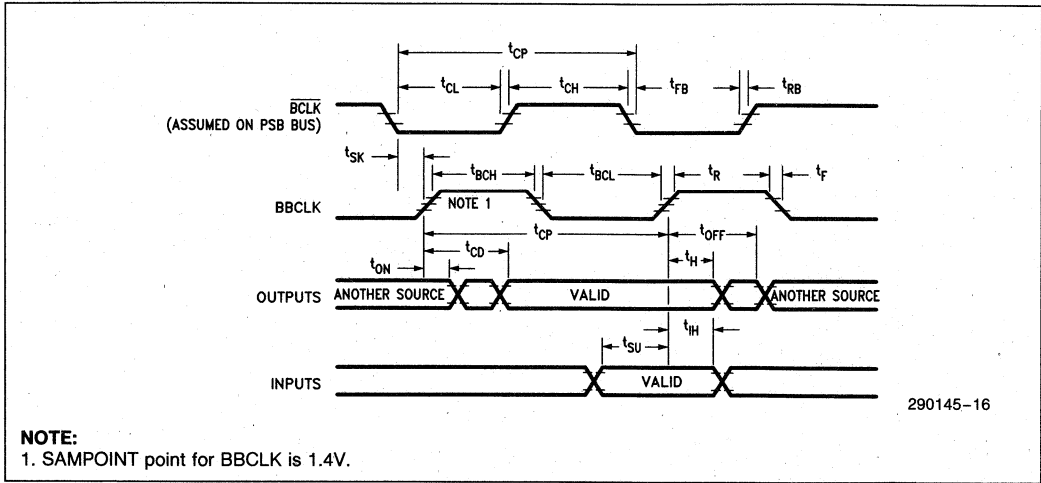 tCP
tCL tCH tFB tRB
BCLK
(ASSUMED ON PSB BUS)
tSK
tBCH tBCL tR tF
BBCLK NOTE 1
tCP tOFF
tCD tH
tON
OUTPUTS ANOTHER SOURCE VALID ANOTHER SOURCE
tSU tIH
INPUTS VALID
290145–16
NOTE:
1. SAMPOINT point for BBCLK is 1.4V.